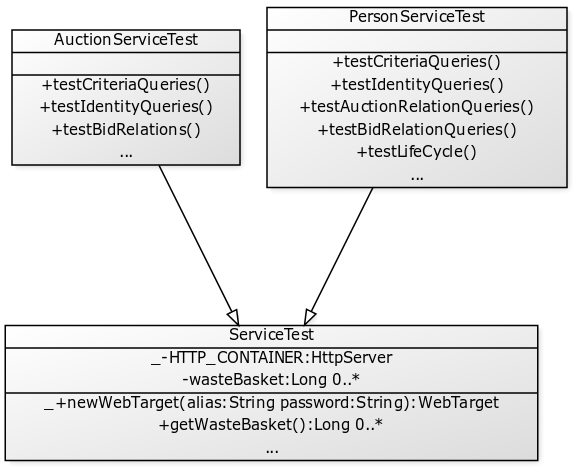 AuctionServiceTest
+testCriteriaQueries()
+testIdentityQueries()
+testBidRelations()
...
PersonServiceTest
+testCriteriaQueries()
+testIdentityQueries()
+testAuctionRelationQueries()
+testBidRelationQueries()
+testLifeCycle()
...
ServiceTest
_-HTTP_CONTAINER:HttpServer
-wasteBasket:Long 0..*
_+newWebTarget(alias:String password:String):WebTarget
+getWasteBasket():Long 0..*
...